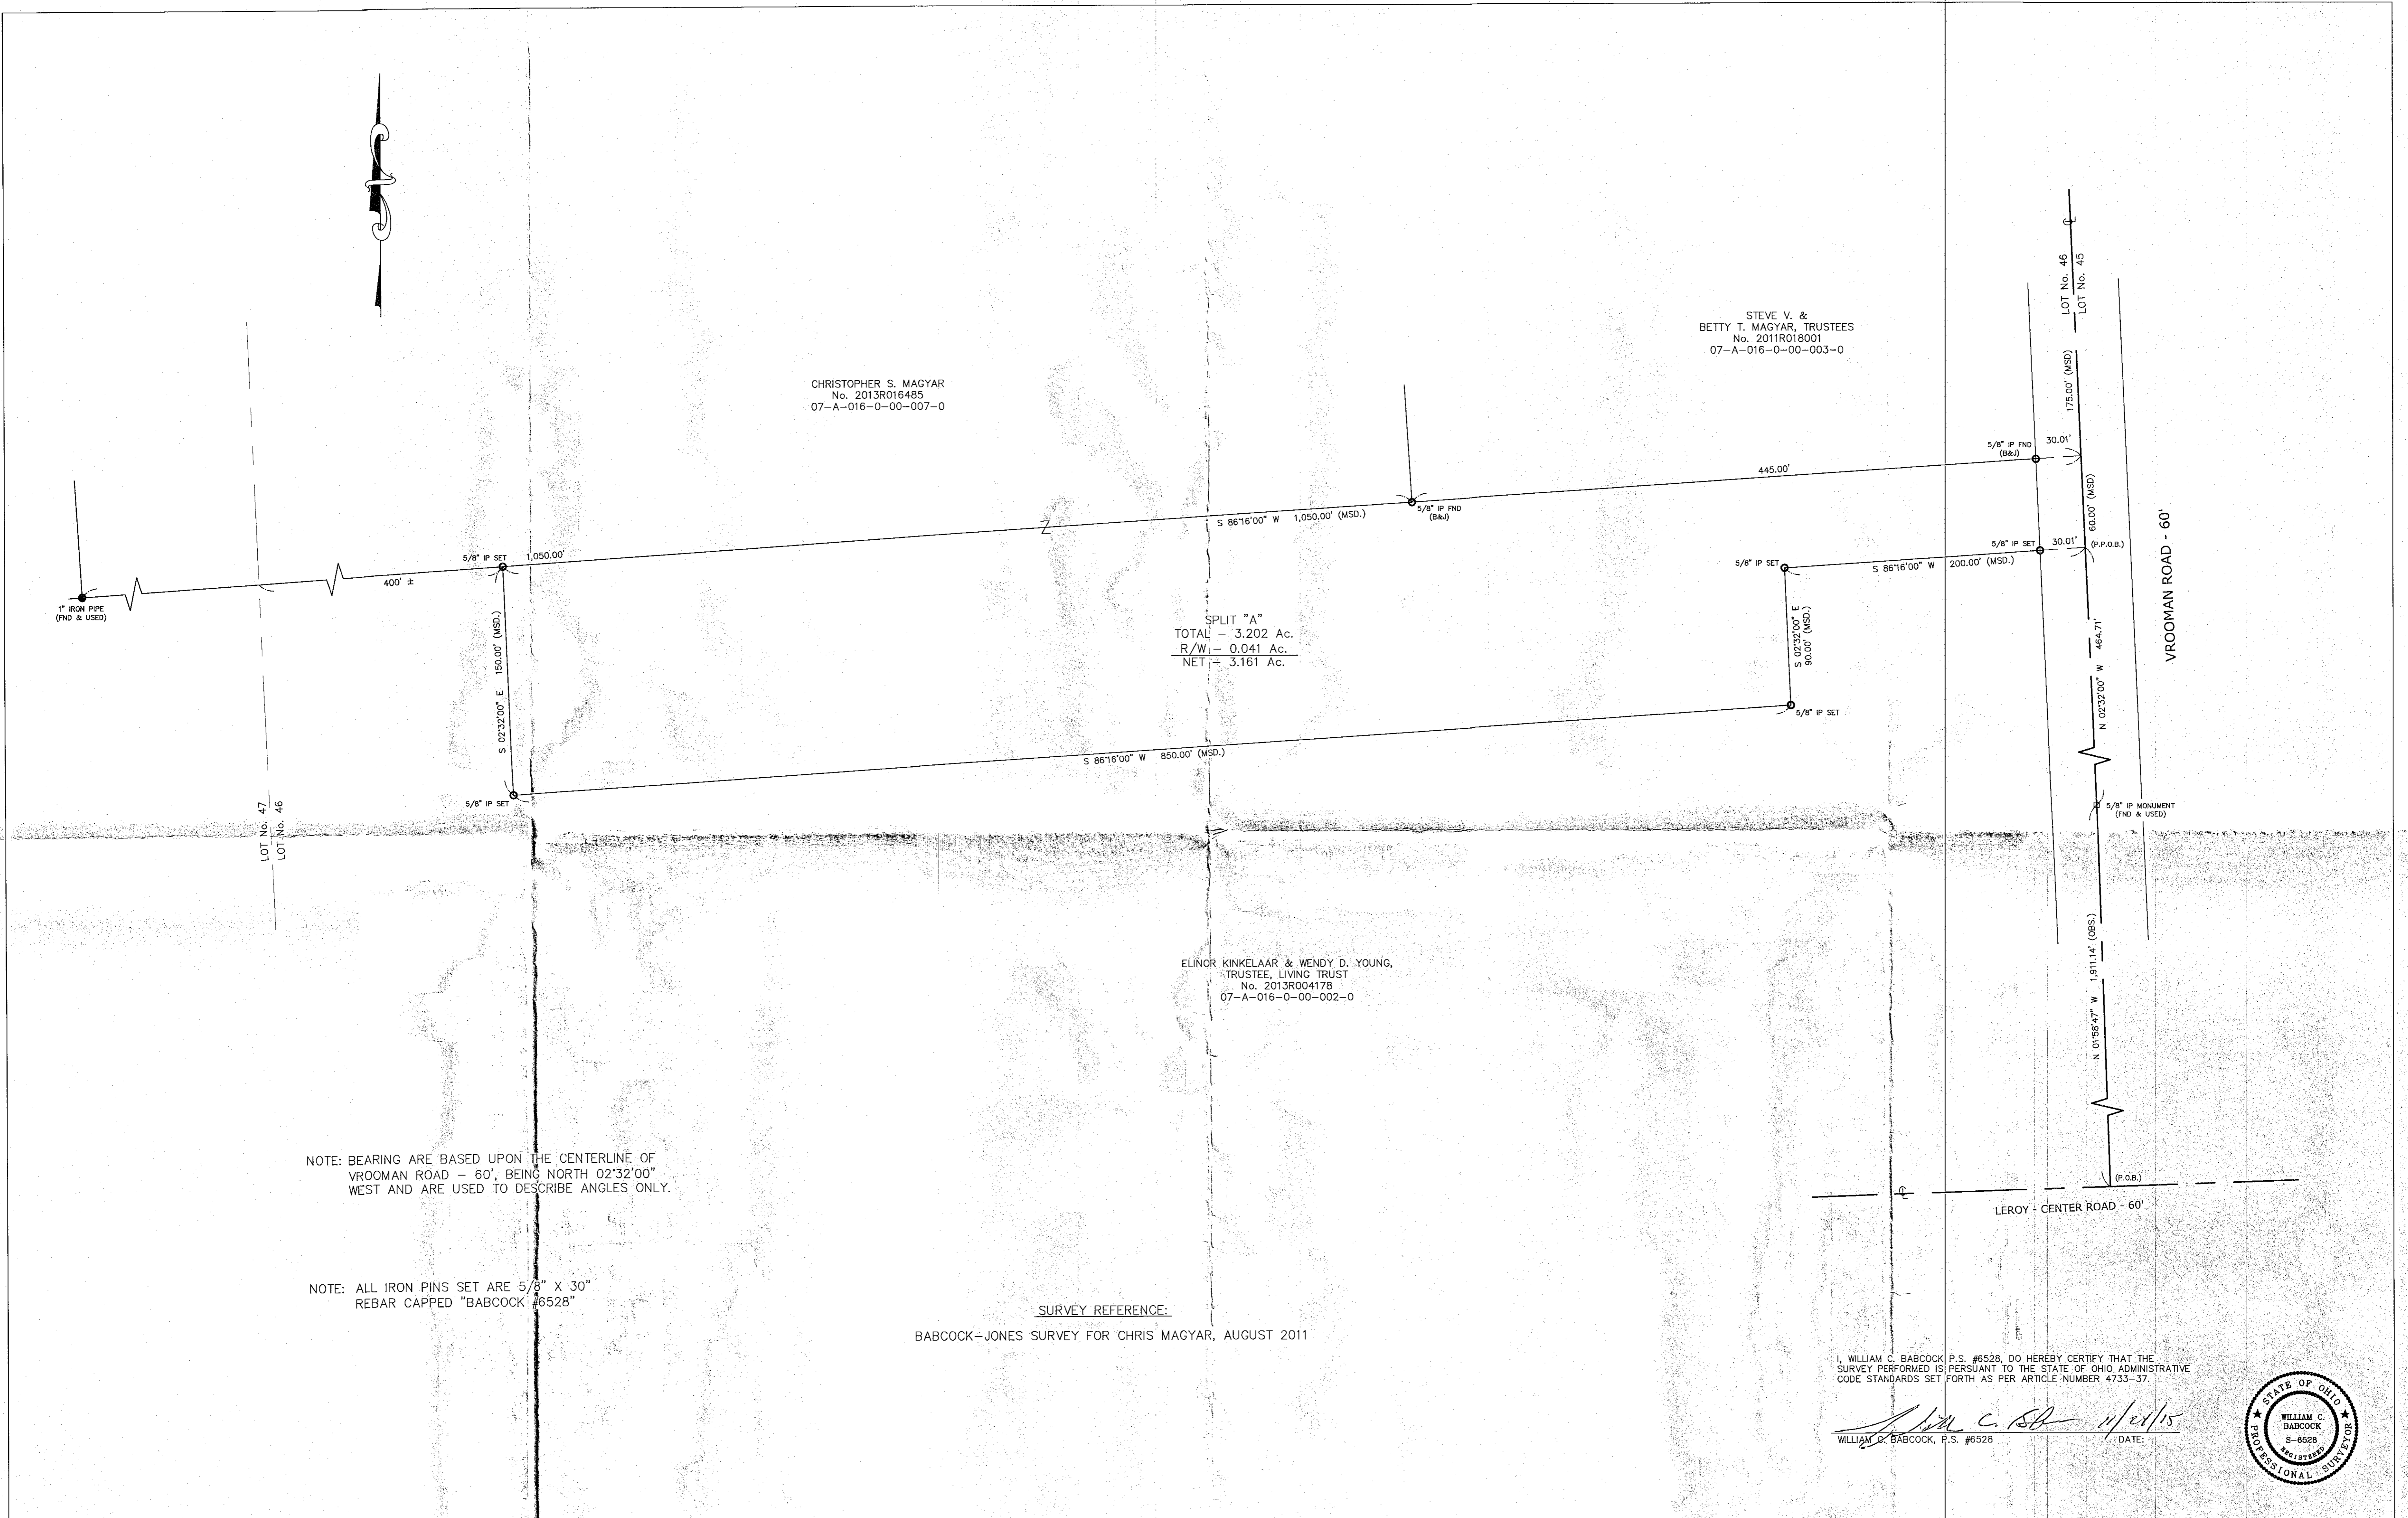 LOT No. 46
LOT No. 45
175.00' (MSD)
STEVE V. &
BETTY T. MAGYAR, TRUSTEES
No. 2011R018001
07-A-016-0-00-003-0
CHRISTOPHER S. MAGYAR
No. 2013R016485
07-A-016-0-00-007-0
5/8" IP FND
(B&J)
30.01'
445.00'
5/8" IP FND
(B&J)
S 86°16'00" W 1,050.00' (MSD.)
60.00' (MSD)
VROOMAN ROAD - 60'
5/8" IP SET
1,050.00'
400' ±
1" IRON PIPE
(FND & USED)
5/8" IP SET
30.01'
(P.P.O.B.)
5/8" IP SET
S 86°16'00" W 200.00' (MSD.)
S 02°32'00" E 150.00' (MSD.)
SPLIT "A"
TOTAL - 3.202 Ac.
R/W - 0.041 Ac.
NET - 3.161 Ac.
S 02°32'00" E
90.00' (MSD.)
N 02°32'00" W 464.71'
5/8" IP SET
S 86°16'00" W 850.00' (MSD.)
5/8" IP SET
LOT No. 47
LOT No. 46
5/8" IP MONUMENT
(FND & USED)
ELINOR KINKELAAR & WENDY D. YOUNG,
TRUSTEE, LIVING TRUST
No. 2013R004178
07-A-016-0-00-002-0
N 01°58'47" W 1,911.14' (OBS.)
(P.O.B.)
LEROY - CENTER ROAD - 60'
NOTE: BEARING ARE BASED UPON THE CENTERLINE OF
VROOMAN ROAD - 60', BEING NORTH 02°32'00"
WEST AND ARE USED TO DESCRIBE ANGLES ONLY.
NOTE: ALL IRON PINS SET ARE 5/8" X 30"
REBAR CAPPED "BABCOCK #6528"
SURVEY REFERENCE:
BABCOCK-JONES SURVEY FOR CHRIS MAGYAR, AUGUST 2011
I, WILLIAM C. BABCOCK P.S. #6528, DO HEREBY CERTIFY THAT THE
SURVEY PERFORMED IS PERSUANT TO THE STATE OF OHIO ADMINISTRATIVE
CODE STANDARDS SET FORTH AS PER ARTICLE NUMBER 4733-37.
WILLIAM C. BABCOCK, P.S. #6528 DATE:
STATE OF OHIO
WILLIAM C.
BABCOCK
S-6528
REGISTERED
PROFESSIONAL SURVEYOR